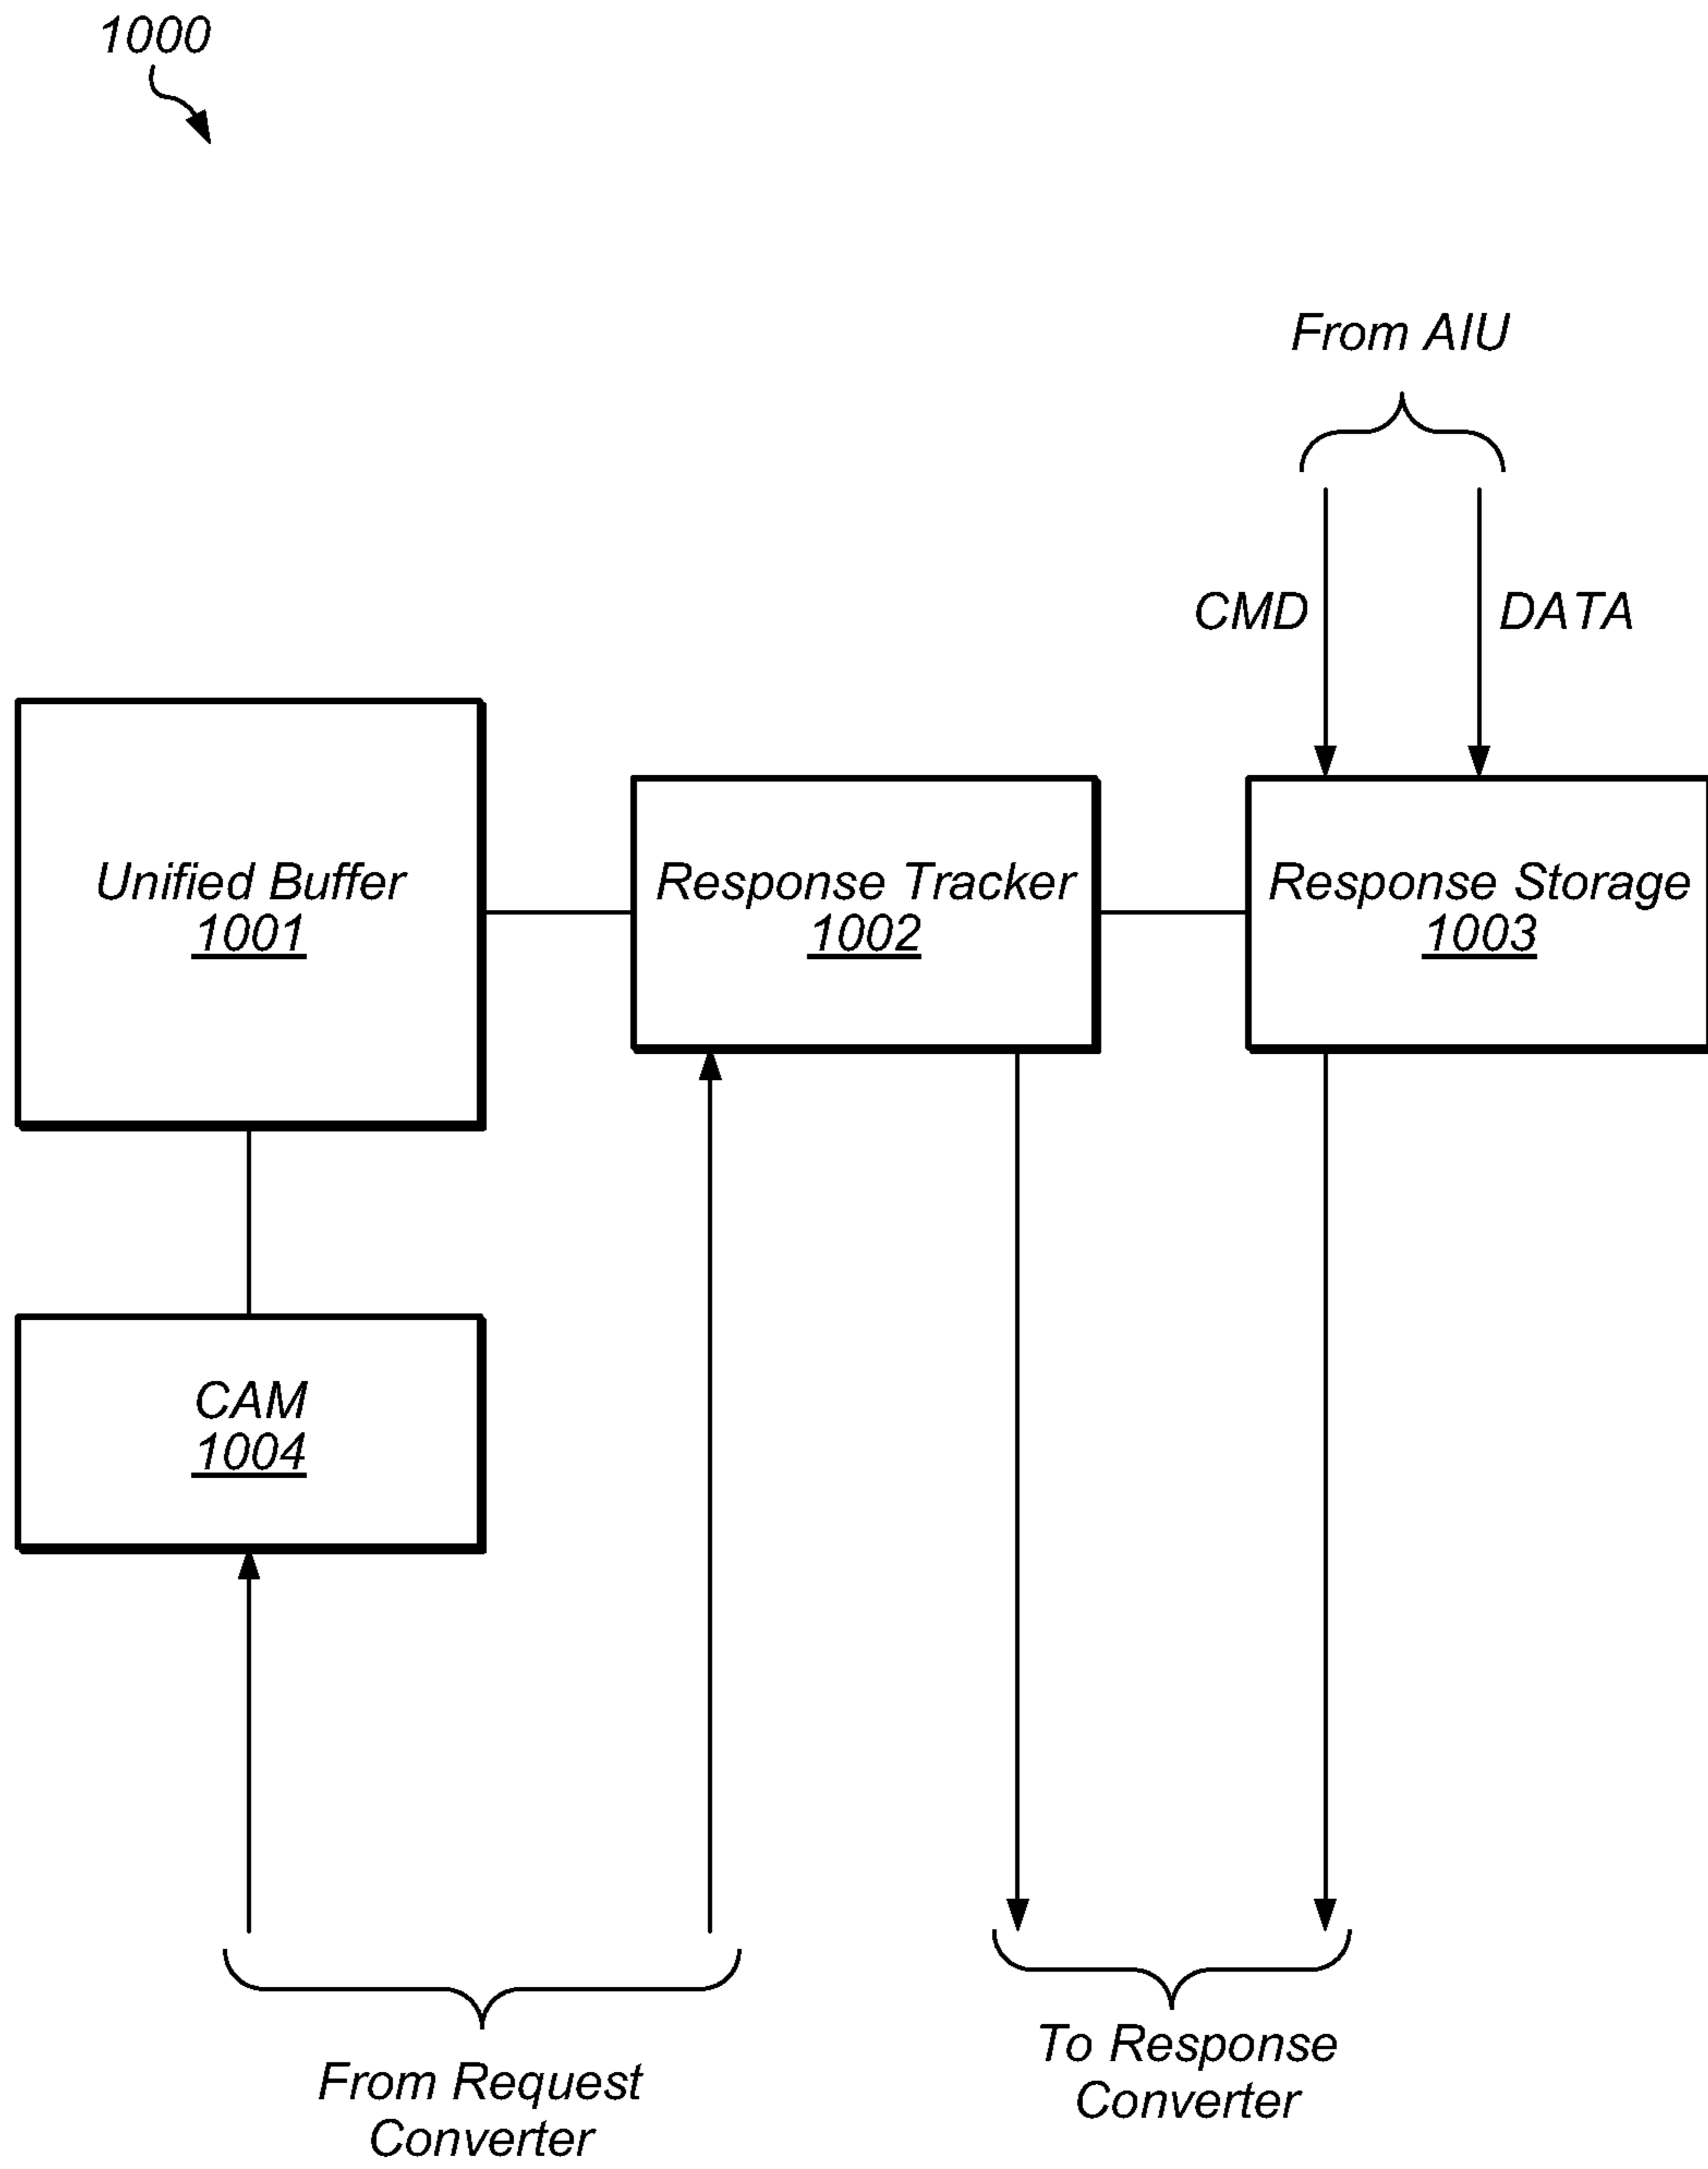 1000
From AIU
CMD
DATA
Unified Buffer
1001
Response Tracker
1002
Response Storage
1003
CAM
1004
From Request
Converter
To Response
Converter